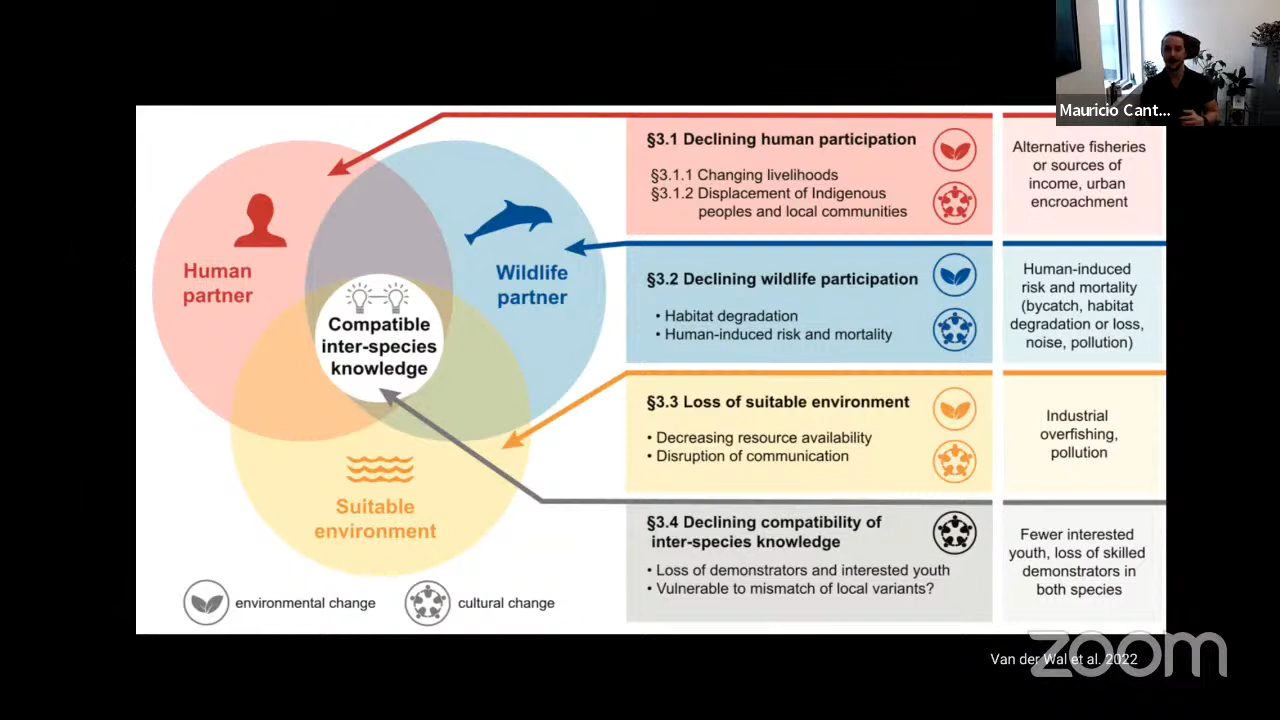 Mauricio Cant...
Human
partner
Wildlife
partner
Compatible
inter-species
knowledge
Suitable
environment
environmental change
cultural change
§3.1 Declining human participation
§3.1.1 Changing livelihoods
§3.1.2 Displacement of Indigenous
peoples and local communities
Alternative fisheries
or sources of
income, urban
encroachment
§3.2 Declining wildlife participation
• Habitat degradation
• Human-induced risk and mortality
Human-induced
risk and mortality
(bycatch, habitat
degradation or loss,
noise, pollution)
§3.3 Loss of suitable environment
• Decreasing resource availability
• Disruption of communication
Industrial
overfishing,
pollution
§3.4 Declining compatibility of
inter-species knowledge
• Loss of demonstrators and interested youth
• Vulnerable to mismatch of local variants?
Fewer interested
youth, loss of skilled
demonstrators in
both species
Van der Wal et al. 2022
zoom